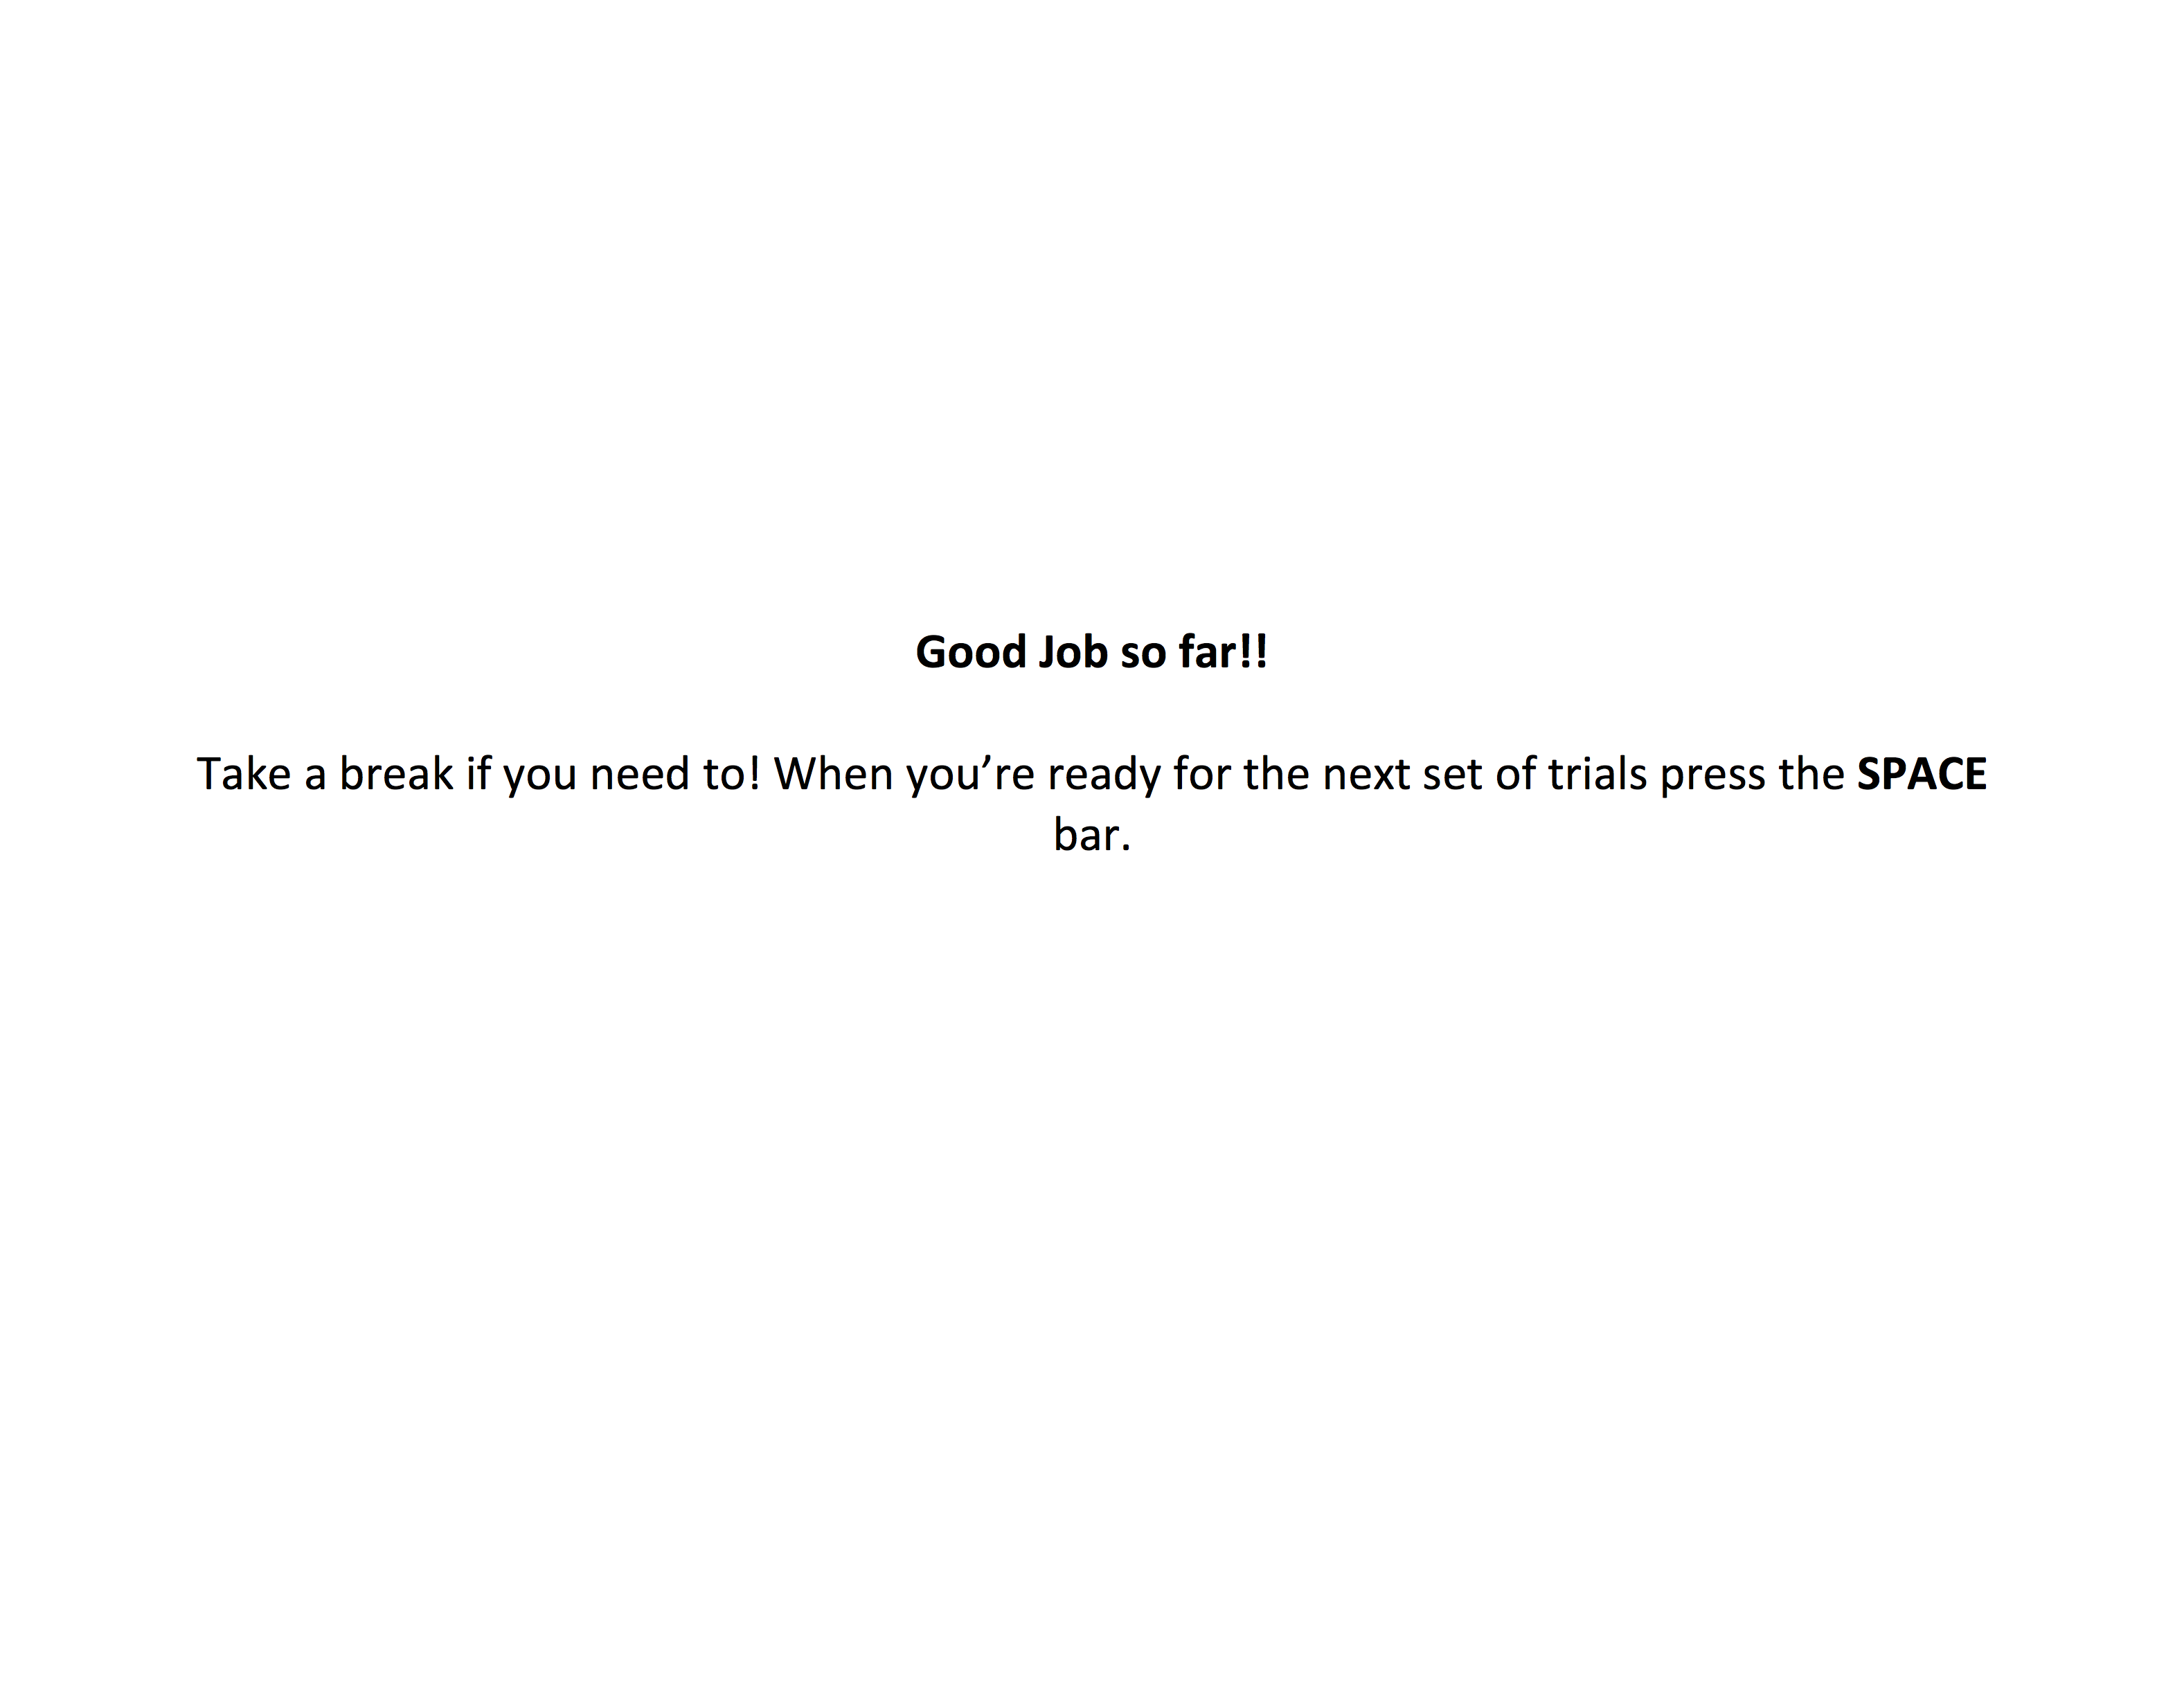 Good Job so far!!
Take a break if you need to! When you’re ready for the next set of trials press the SPACE
bar.